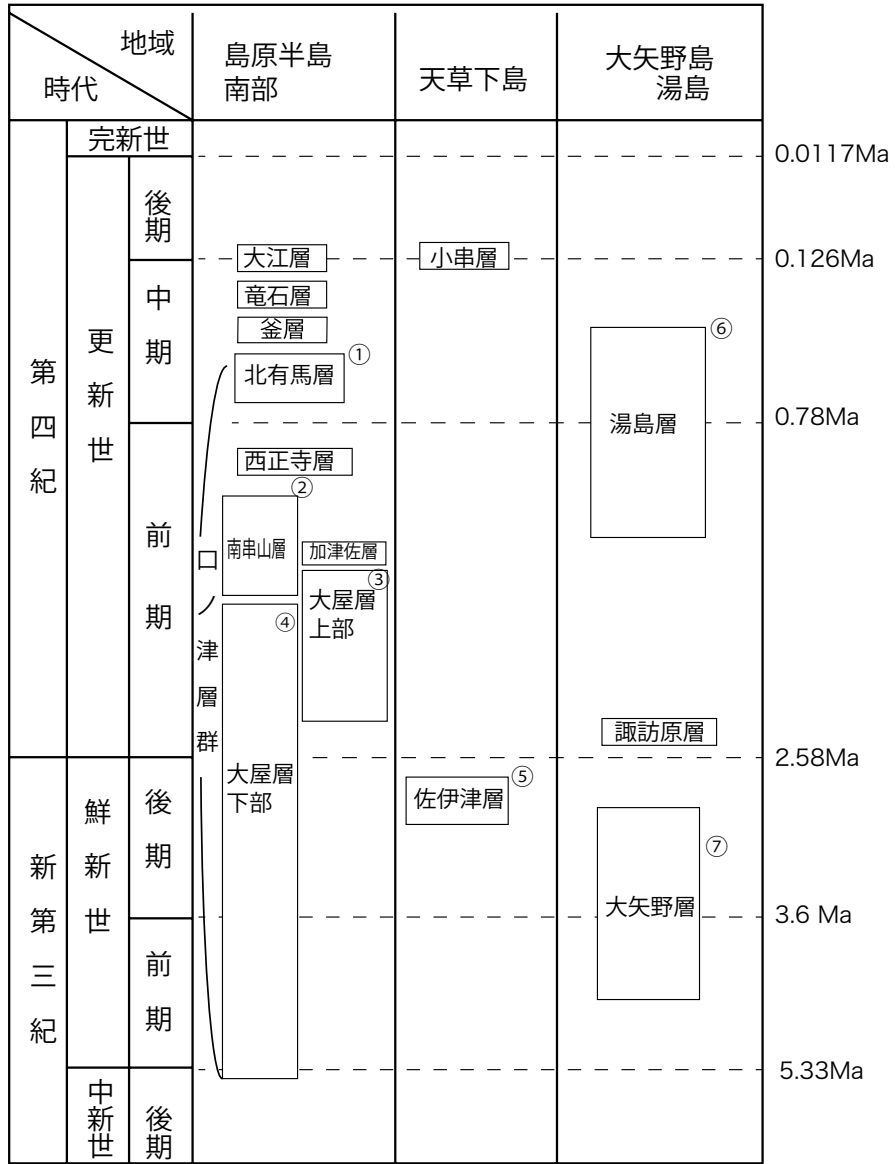 地域
時代
島原半島
南部
天草下島
大矢野島
湯島
第四紀
完新世
0.0117Ma
更新世
後期
大江層
小串層
0.126Ma
中期
竜石層
釜層
①
北有馬層
⑥
湯島層
0.78Ma
前期
西正寺層
②
南串山層
加津佐層
③
大屋層
上部
口ノ津層群
④
大屋層
下部
諏訪原層
2.58Ma
新第三紀
鮮新世
後期
⑤
佐伊津層
⑦
大矢野層
3.6 Ma
前期
5.33Ma
中新世
後期